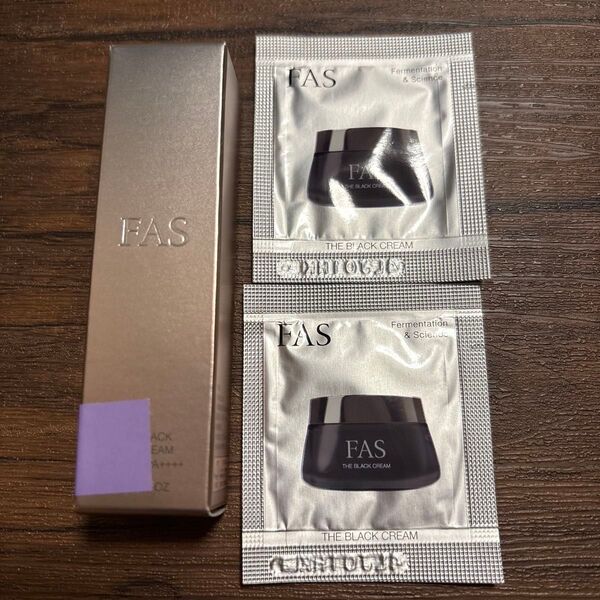 FAS
ACK
EAM
A++++
OZ
FAS
Fermentation
& Science
FAS
THE BLACK CREAM
THE BLACK CREAM
FAS
Fermentation
& Science
FAS
THE BLACK CREAM
THE BLACK CREAM